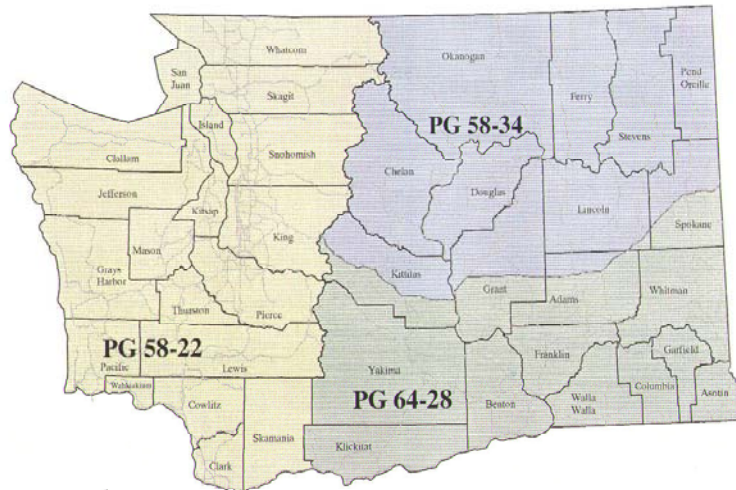 Whatcom
San Juan
Okanogan
Ferry
Pend Oreille
Skagit
Island
Stevens
PG 58-34
Clallam
Snohomish
Chelan
Douglas
Jefferson
Kitsap
Lincoln
Spokane
Mason
King
Grays Harbor
Kittitas
Grant
Adams
Whitman
Thurston
Pierce
PG 58-22
Pacific
Lewis
Yakima
Franklin
Garfield
Wahkiakum
PG 64-28
Benton
Walla Walla
Columbia
Asotin
Cowlitz
Skamania
Klickitat
Clark